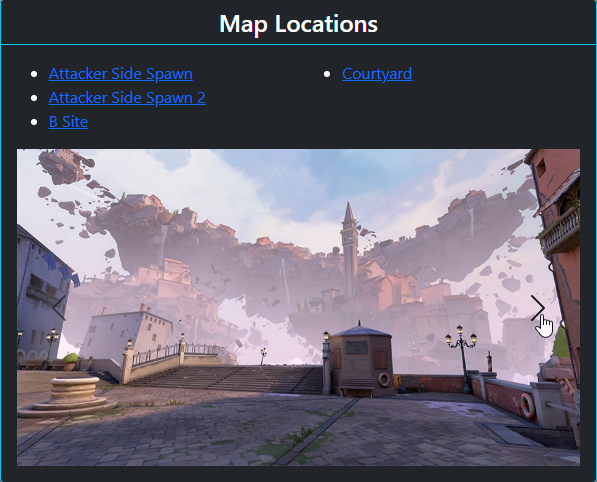 Map Locations
Attacker Side Spawn
Attacker Side Spawn 2
B Site
Courtyard